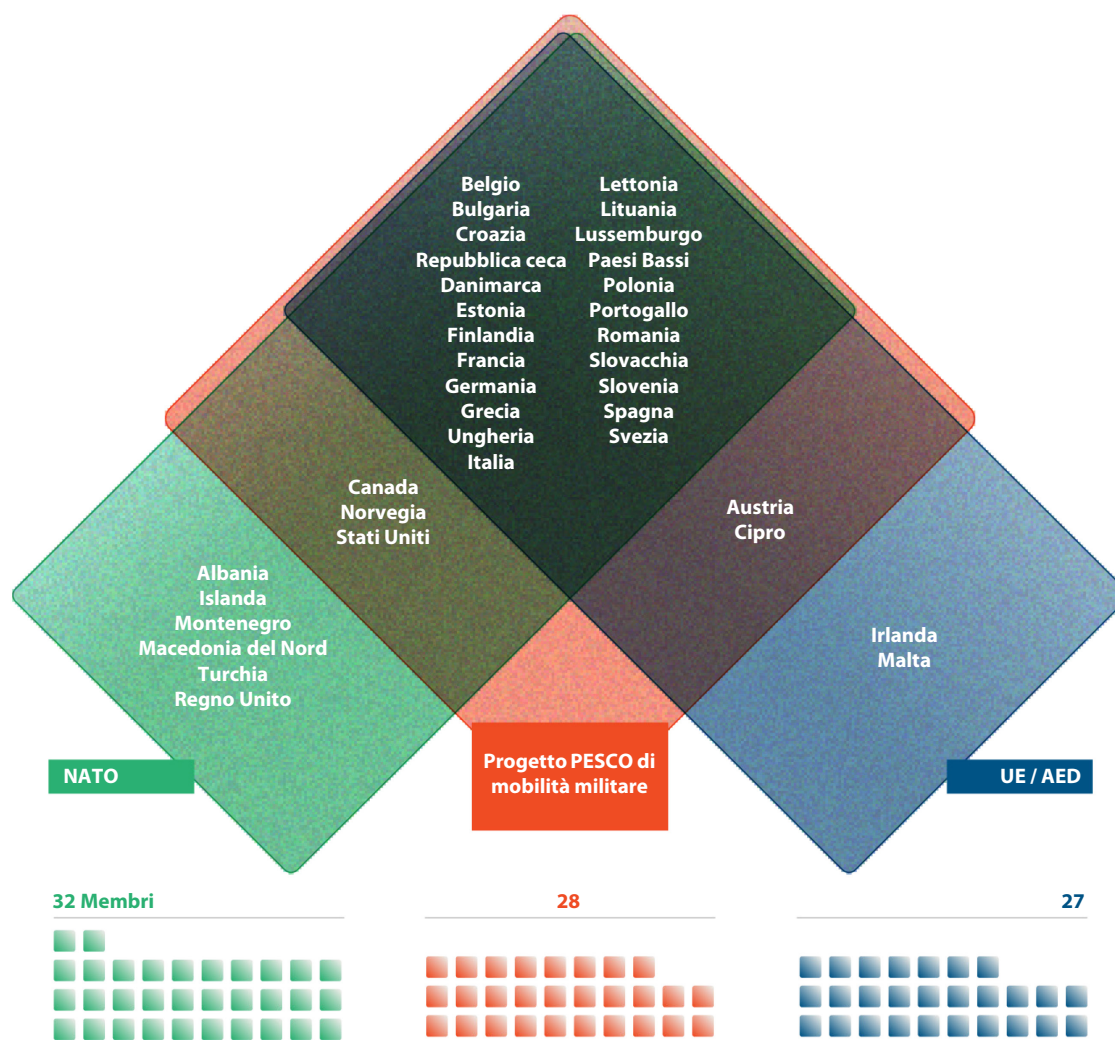 Belgio
Bulgaria
Croazia
Repubblica ceca
Danimarca
Estonia
Finlandia
Francia
Germania
Grecia
Ungheria
Italia
Lettonia
Lituania
Lussemburgo
Paesi Bassi
Polonia
Portogallo
Romania
Slovacchia
Slovenia
Spagna
Svezia
Canada
Norvegia
Stati Uniti
Austria
Cipro
Albania
Islanda
Montenegro
Macedonia del Nord
Turchia
Regno Unito
Irlanda
Malta
NATO
Progetto PESCO di
mobilità militare
UE / AED
32 Membri
28
27